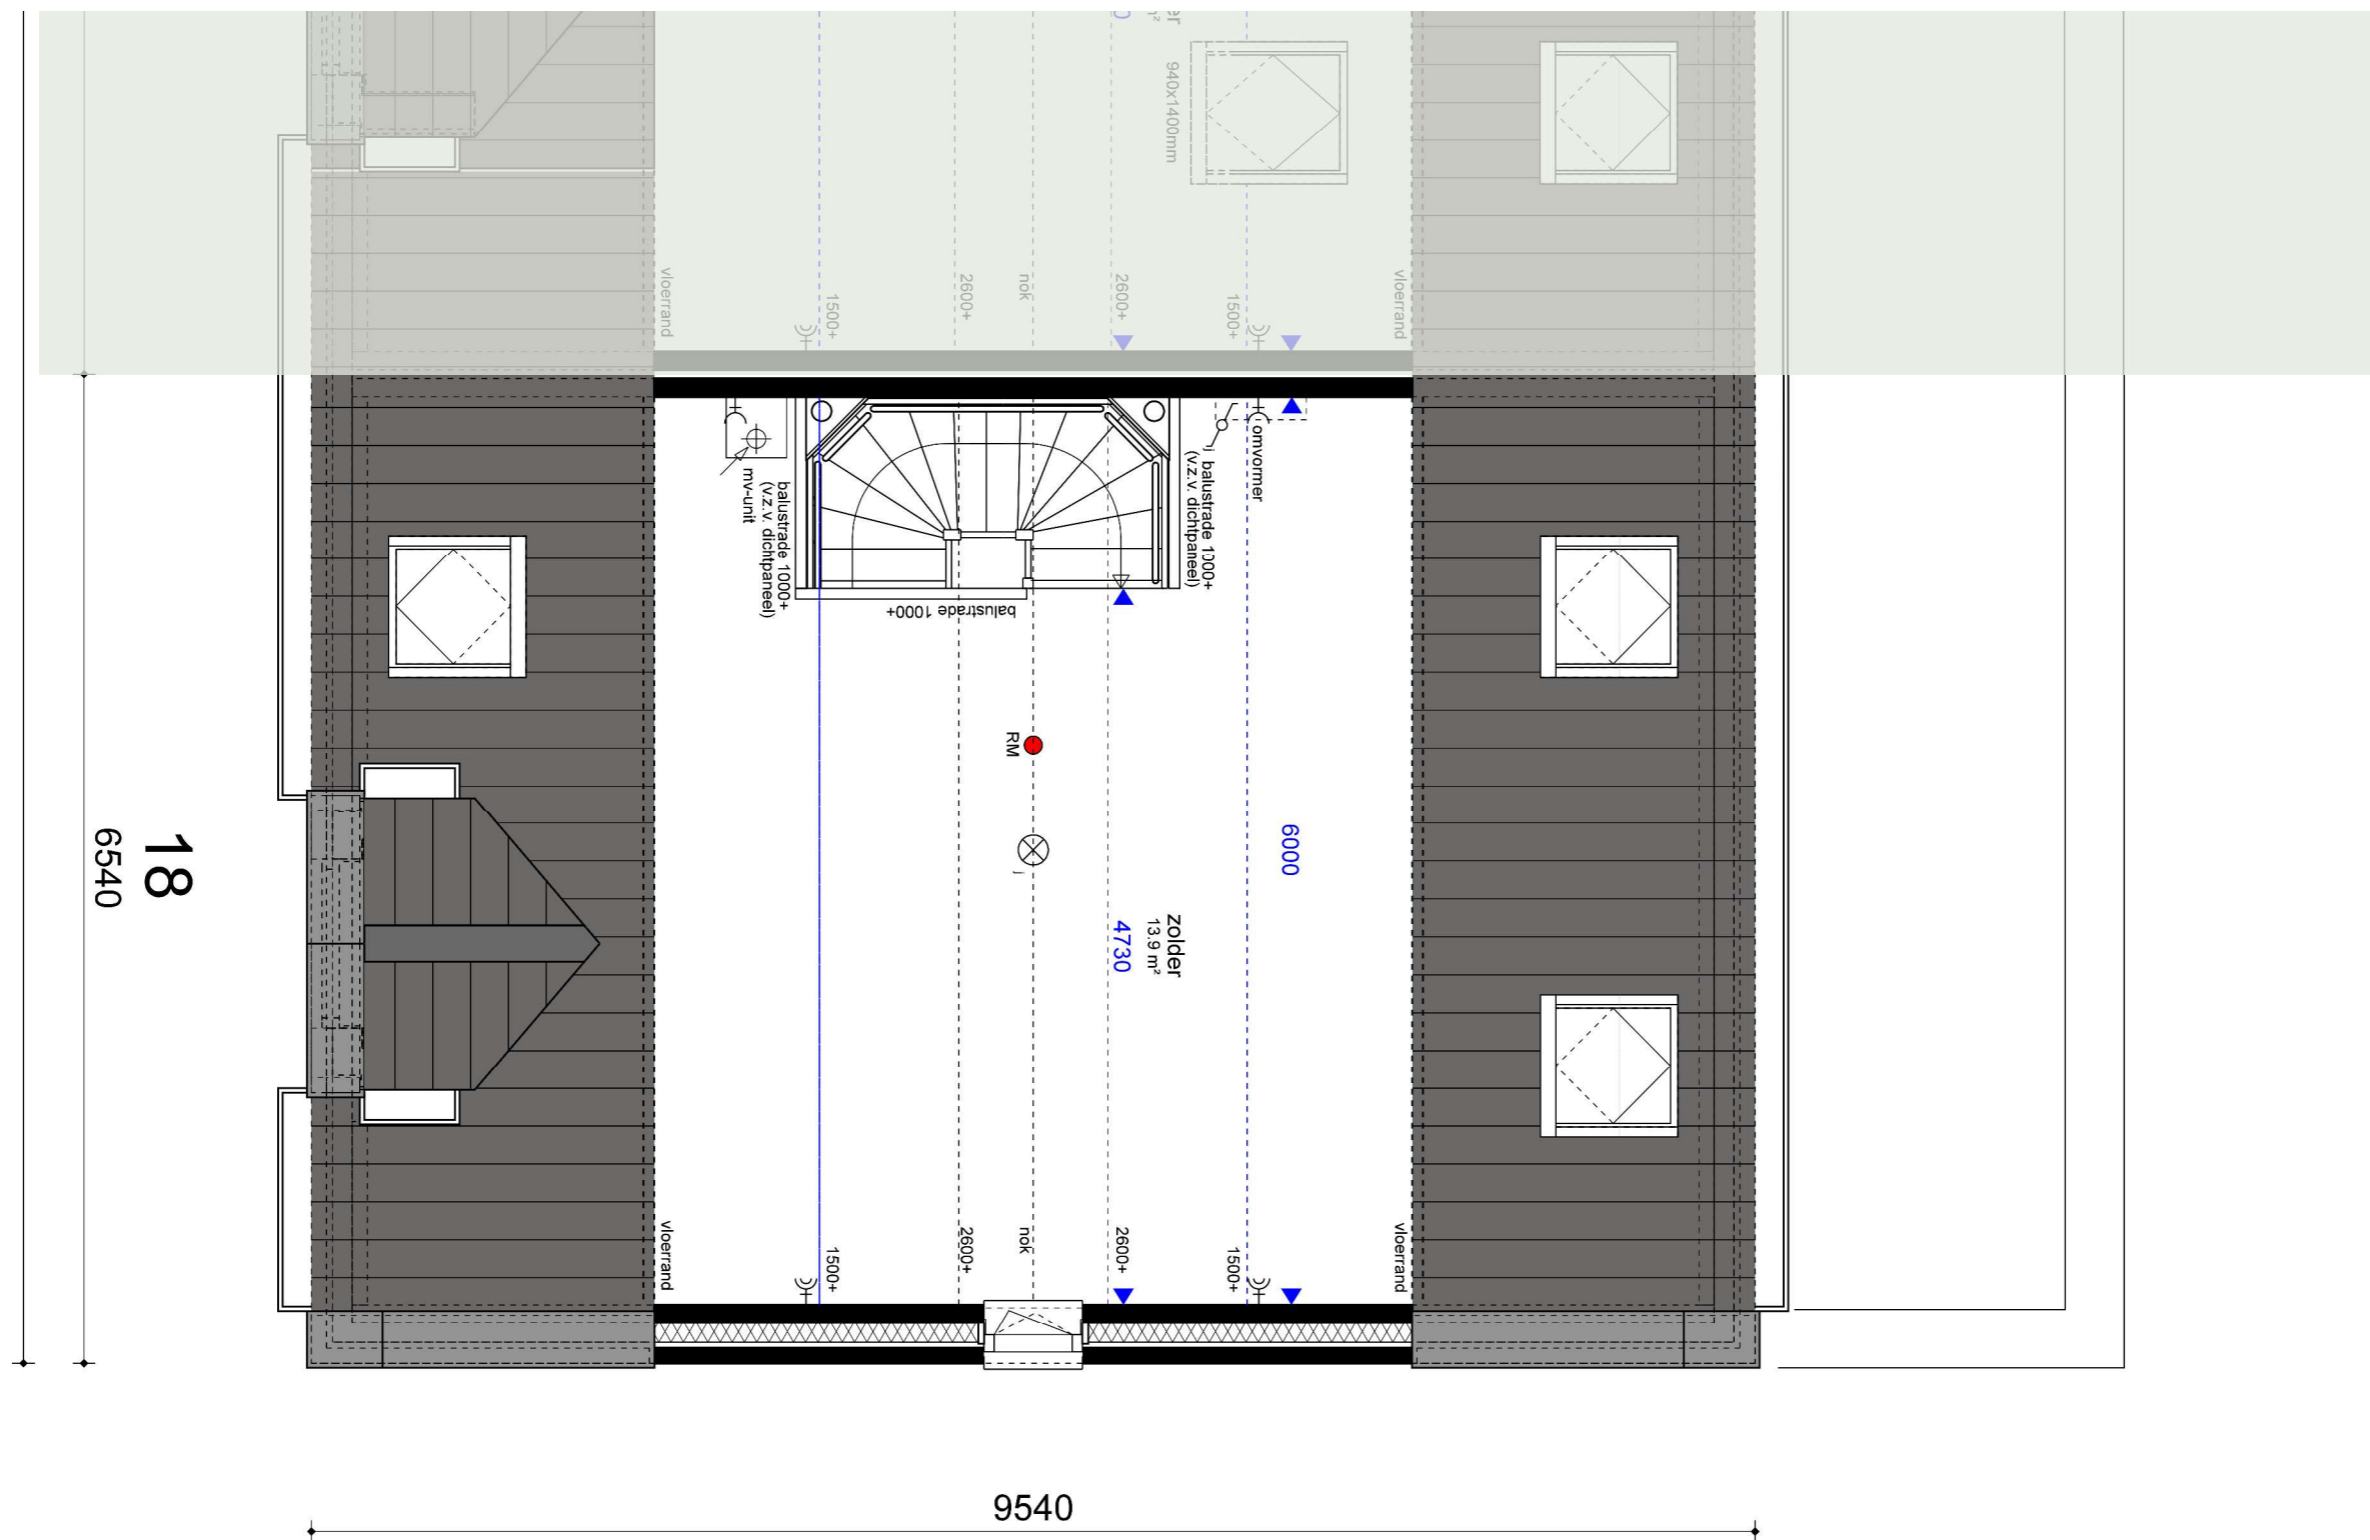 940x1400mm
vloerrand
1500+
2600+
nok
2600+
1500+
vloerrand
mv-unit
balustrade 1000+
(v.z.v. dichtpaneel)
balustrade 1000+
j balustrade 1000+
(v.z.v. dichtpaneel)
omvormer
RM
j
6000
zolder
13.9 m²
4730
18
6540
vloerrand
1500+
2600+
nok
2600+
1500+
vloerrand
9540